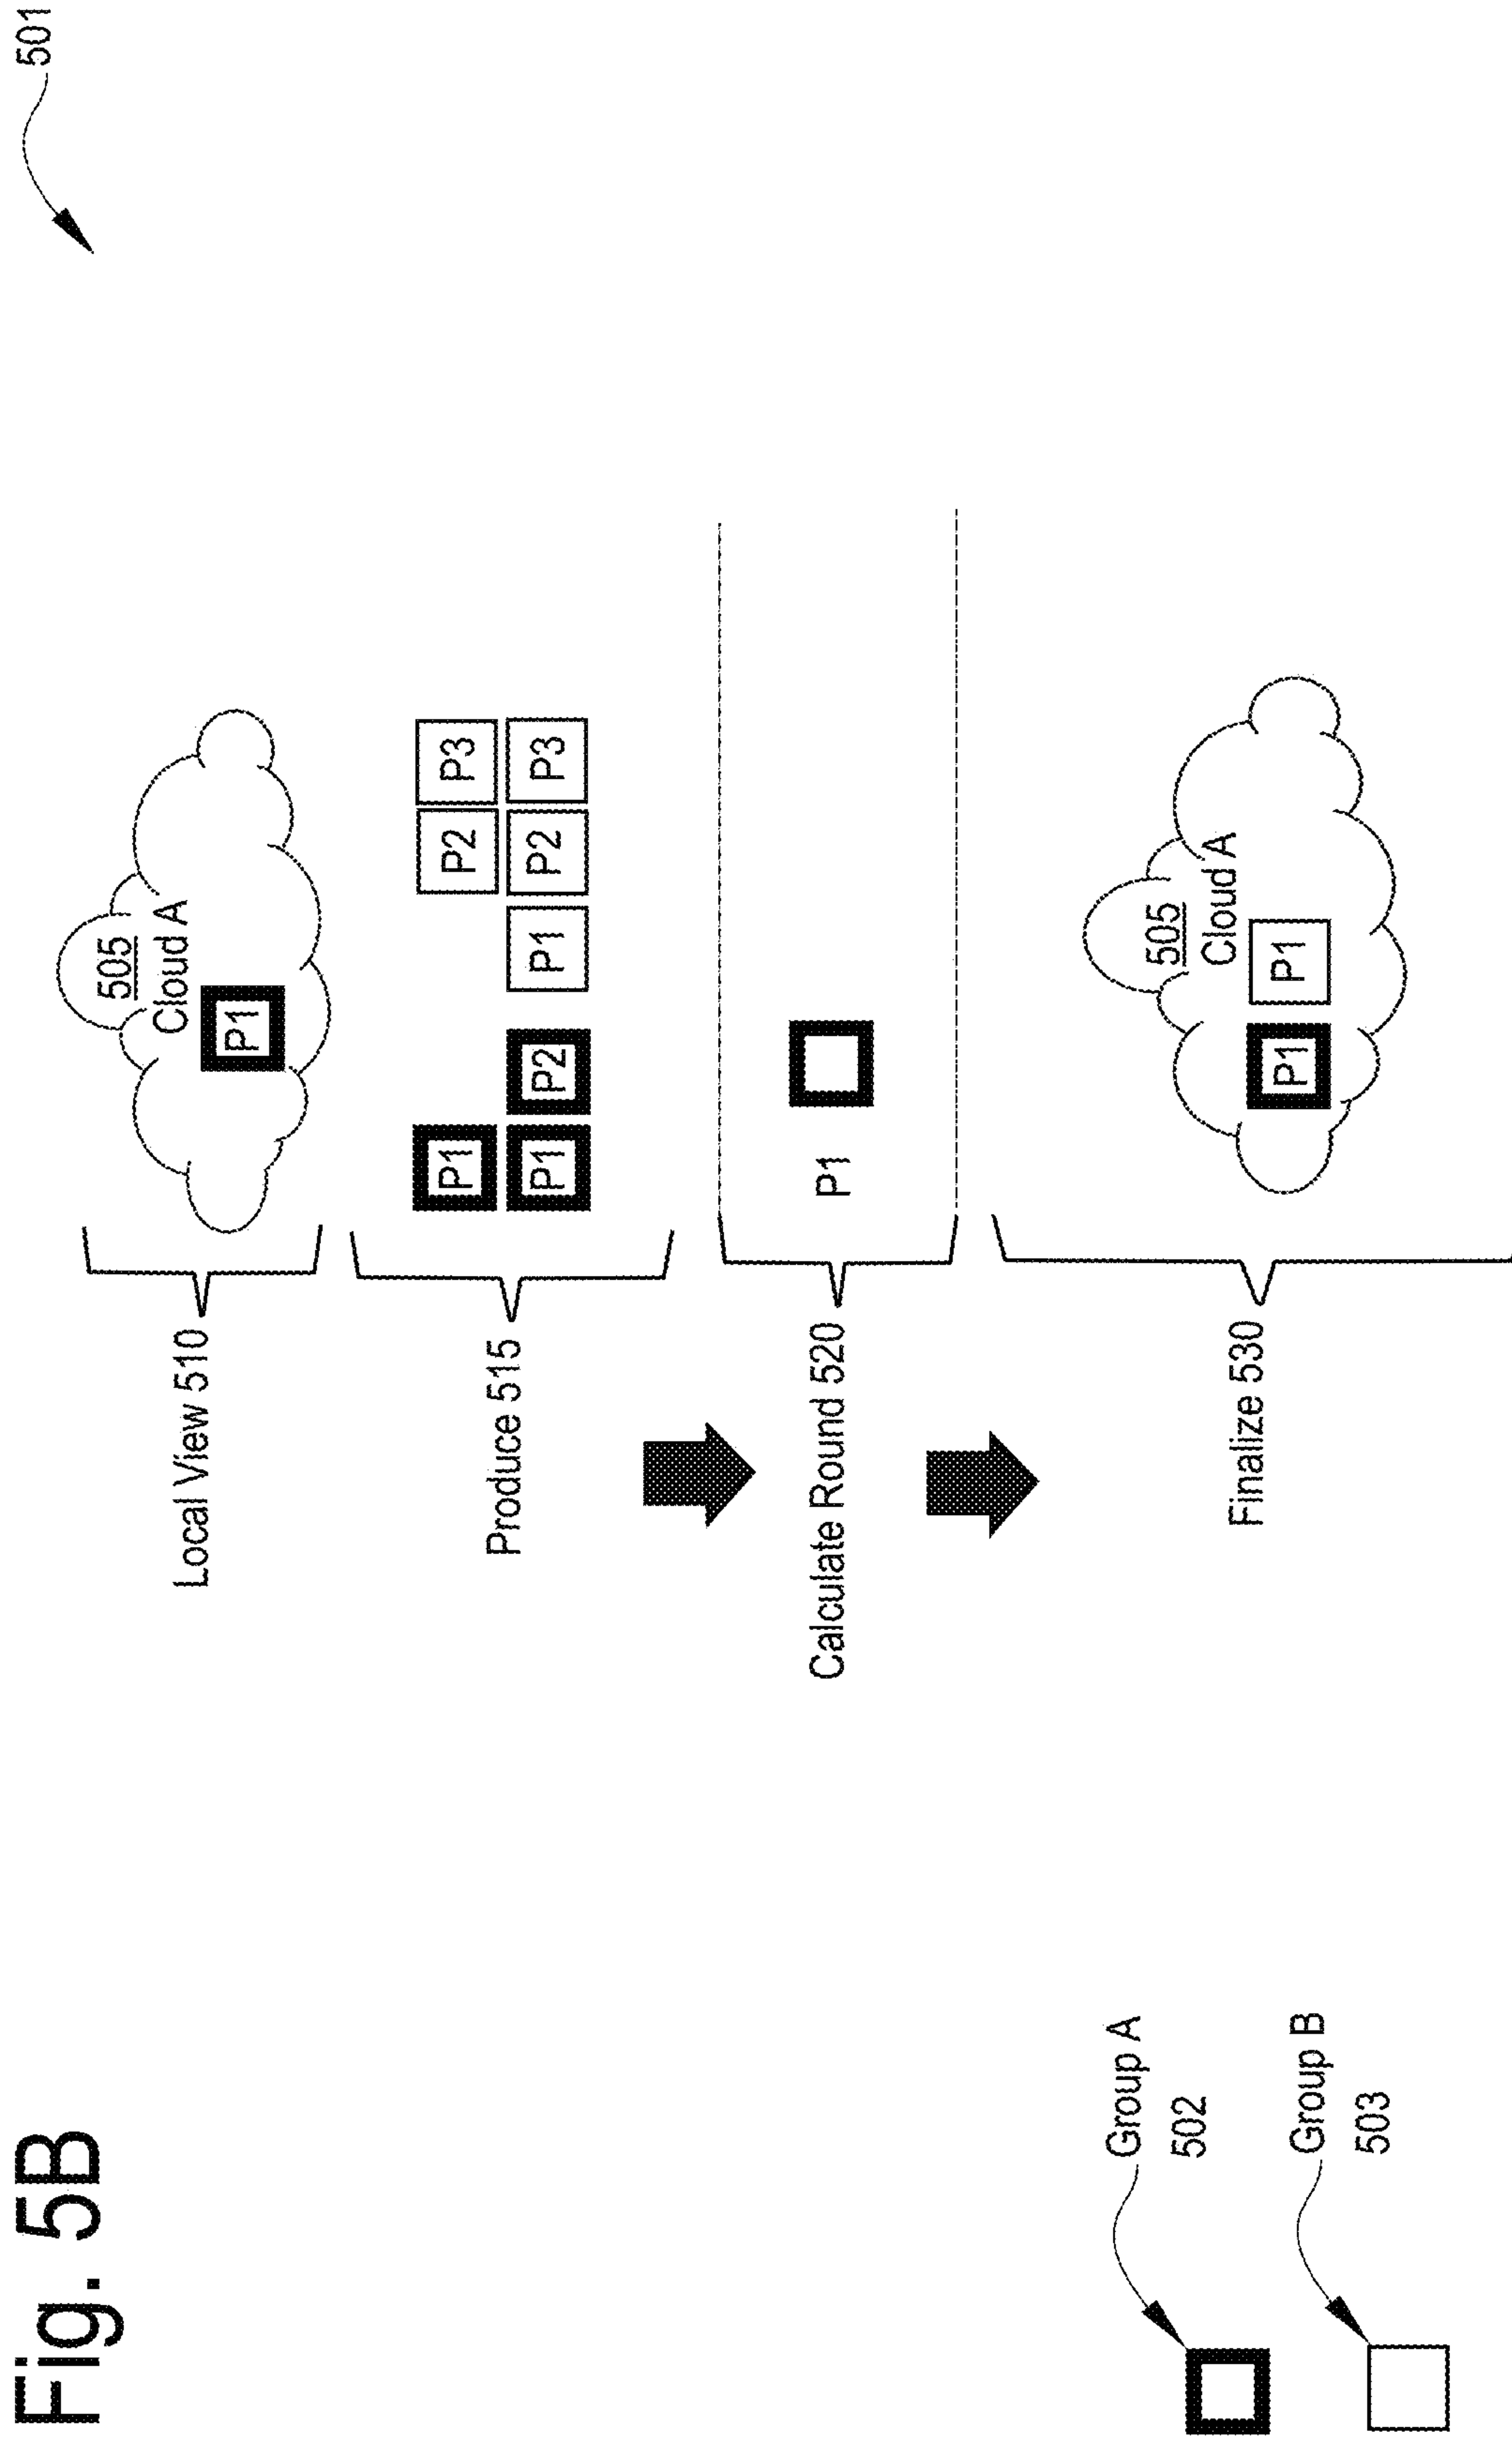 Fig. 5B
501
Local View 510
505
Cloud A
P1
Produce 515
P1 P2 P3
P1 P2 P1 P2 P3
Calculate Round 520
P1
Finalize 530
505
Cloud A
P1 P1
Group A
502
Group B
503